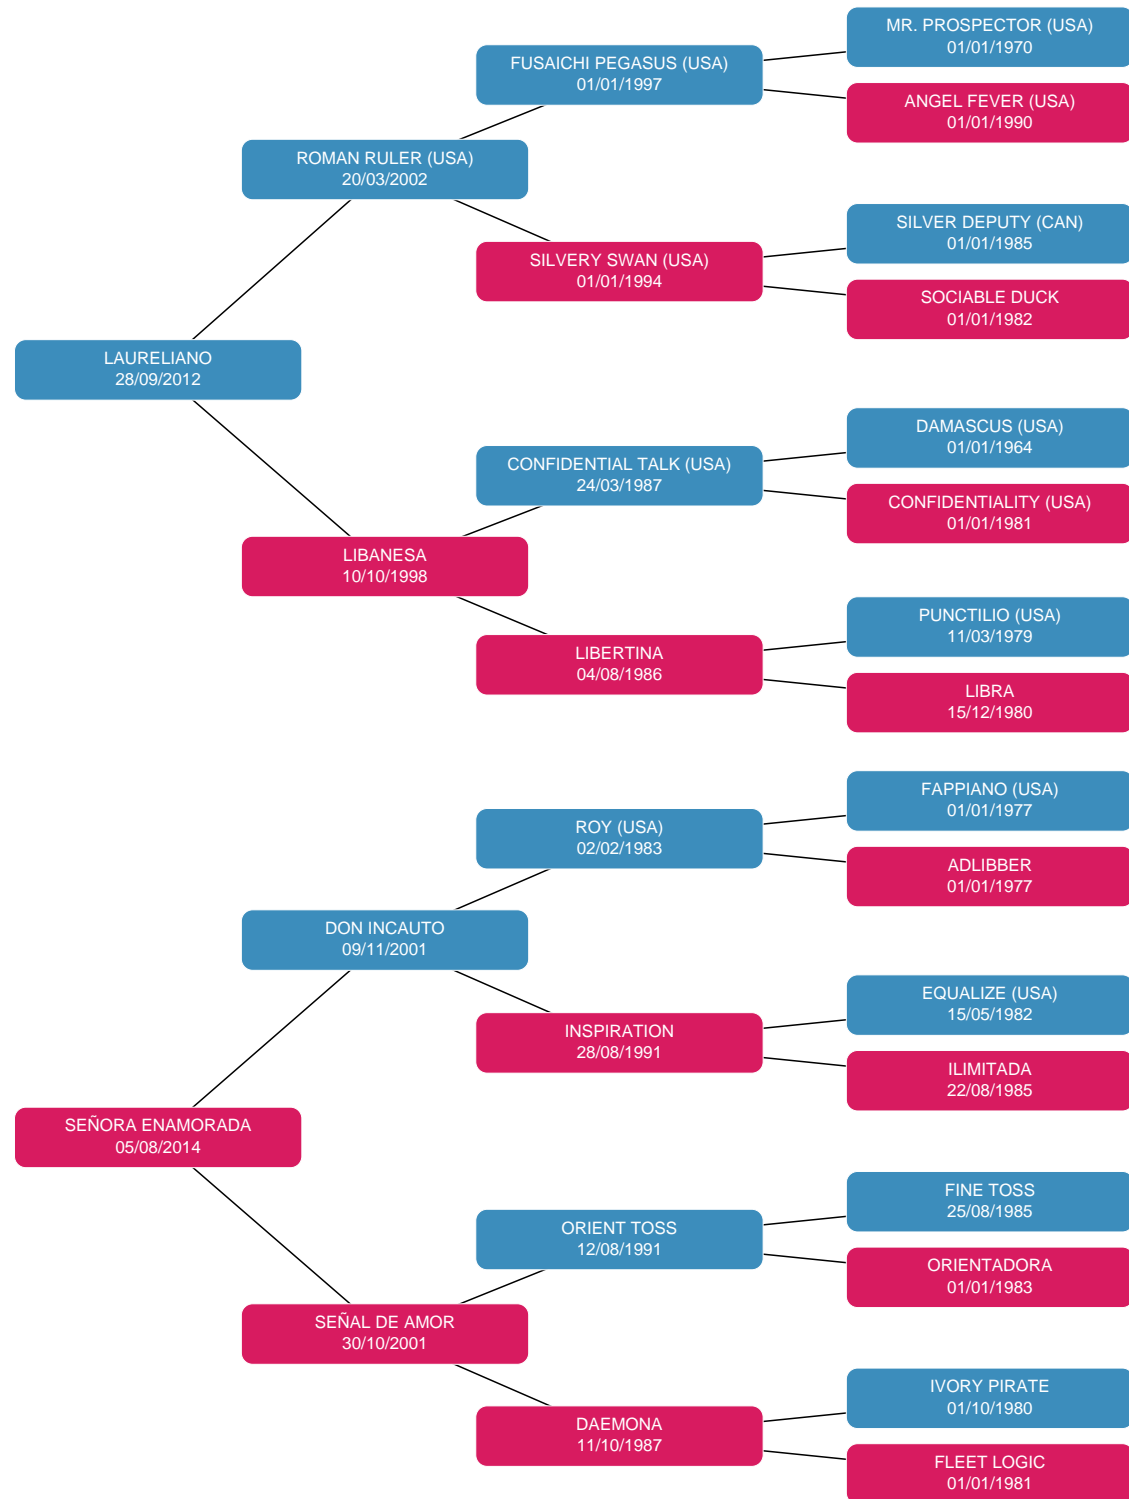 MR. PROSPECTOR (USA)
01/01/1970
FUSAICHI PEGASUS (USA)
01/01/1997
ANGEL FEVER (USA)
01/01/1990
ROMAN RULER (USA)
20/03/2002
SILVER DEPUTY (CAN)
01/01/1985
SILVERY SWAN (USA)
01/01/1994
SOCIABLE DUCK
01/01/1982
LAURELIANO
28/09/2012
DAMASCUS (USA)
01/01/1964
CONFIDENTIAL TALK (USA)
24/03/1987
CONFIDENTIALITY (USA)
01/01/1981
LIBANESA
10/10/1998
PUNCTILIO (USA)
11/03/1979
LIBERTINA
04/08/1986
LIBRA
15/12/1980
FAPPIANO (USA)
01/01/1977
ROY (USA)
02/02/1983
ADLIBBER
01/01/1977
DON INCAUTO
09/11/2001
EQUALIZE (USA)
15/05/1982
INSPIRATION
28/08/1991
ILIMITADA
22/08/1985
SEÑORA ENAMORADA
05/08/2014
FINE TOSS
25/08/1985
ORIENT TOSS
12/08/1991
ORIENTADORA
01/01/1983
SEÑAL DE AMOR
30/10/2001
IVORY PIRATE
01/10/1980
DAEMONA
11/10/1987
FLEET LOGIC
01/01/1981